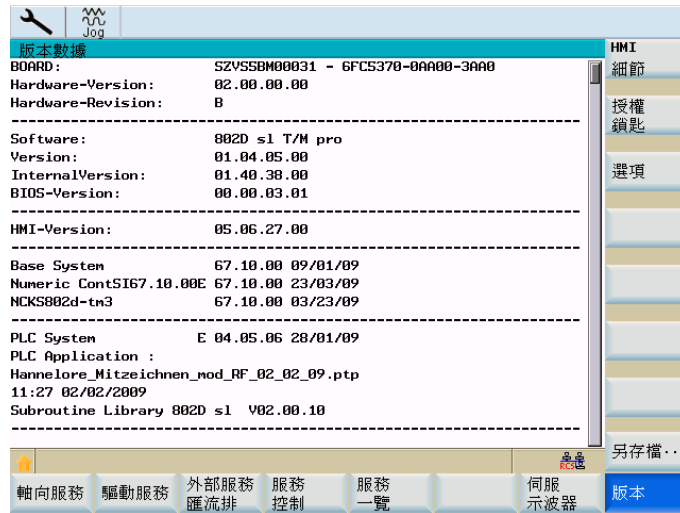 Jog
版本數據
HMI
BOARD: SZVS5BM00031 - 6FC5370-0AA00-3AA0
細節
Hardware-Version: 02.00.00.00
Hardware-Revision: B
授權
鎖匙
Software: 802D sl T/M pro
Version: 01.04.05.00
選項
InternalVersion: 01.40.38.00
BIOS-Version: 00.00.03.01
HMI-Version: 05.06.27.00
Base System 67.10.00 09/01/09
Numeric ContSI67.10.00E 67.10.00 23/03/09
NCKS802d-tm3 67.10.00 03/23/09
PLC System E 04.05.06 28/01/09
PLC Application :
Hannelore_Mitzeichnen_mod_RF_02_02_09.ptp
11:27 02/02/2009
Subroutine Library 802D sl V02.00.10
另存檔··
RCS
軸向服務
驅動服務
外部服務
匯流排
服務
控制
服務
一覽
伺服
示波器
版本